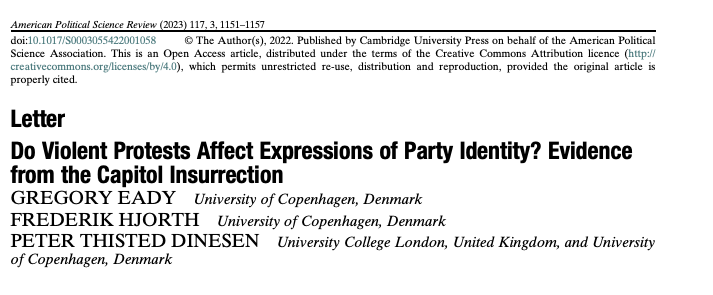 American Political Science Review (2023) 117, 3, 1151–1157
doi:10.1017/S0003055422001058 © The Author(s), 2022. Published by Cambridge University Press on behalf of the American Political
Science Association. This is an Open Access article, distributed under the terms of the Creative Commons Attribution licence (http://
creativecommons.org/licenses/by/4.0), which permits unrestricted re-use, distribution and reproduction, provided the original article is
properly cited.
Letter
Do Violent Protests Affect Expressions of Party Identity? Evidence
from the Capitol Insurrection
GREGORY EADY University of Copenhagen, Denmark
FREDERIK HJORTH University of Copenhagen, Denmark
PETER THISTED DINESEN University College London, United Kingdom, and University
of Copenhagen, Denmark